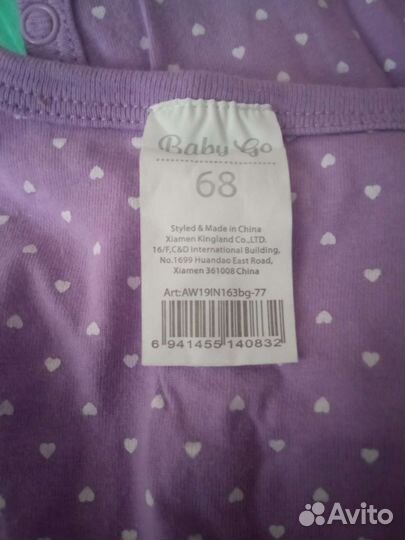 Baby Go
68
Styled & Made in China
Xiamen Kingland Co.,LTD.
16/F,C&D International Building,
No.1699 Huandao East Road,
Xiamen 361008 China
Art:AW19IN163bg-77
6 941455 140832
Avito